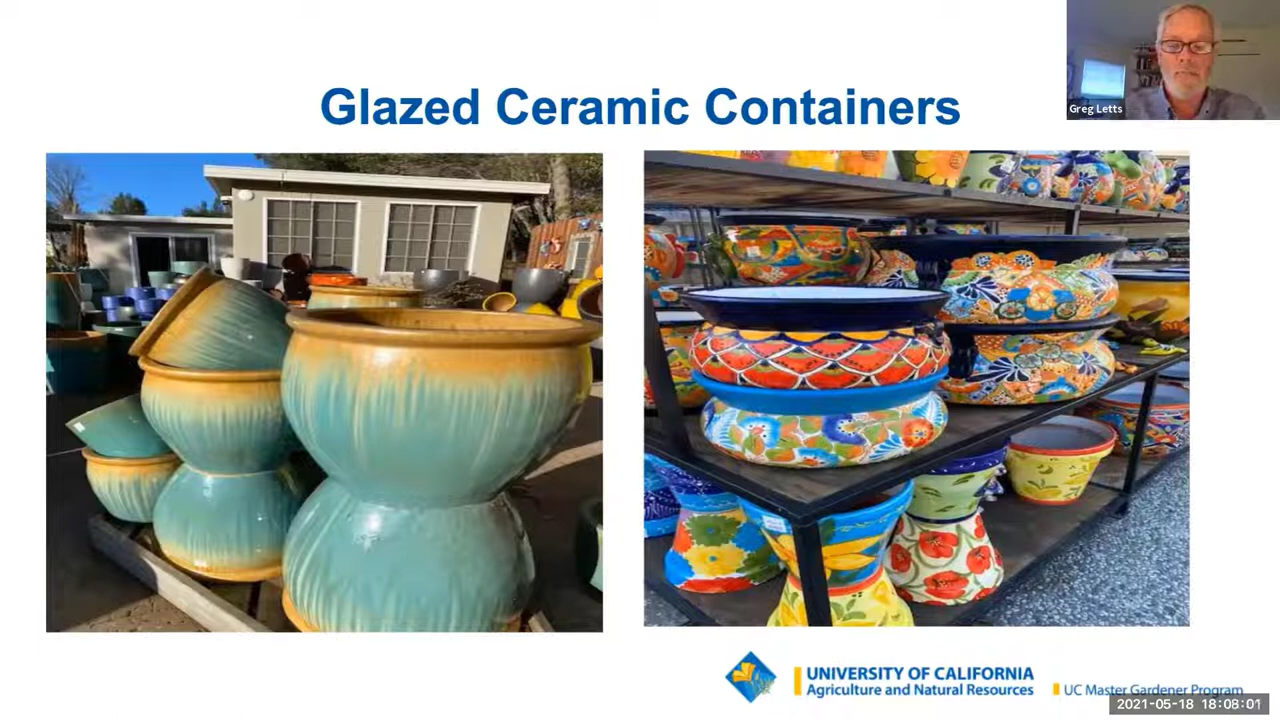 Glazed Ceramic Containers
Greg Letts
UNIVERSITY OF CALIFORNIA
Agriculture and Natural Resources
UC Master Gardener Program
2021-05-18 18:08:01